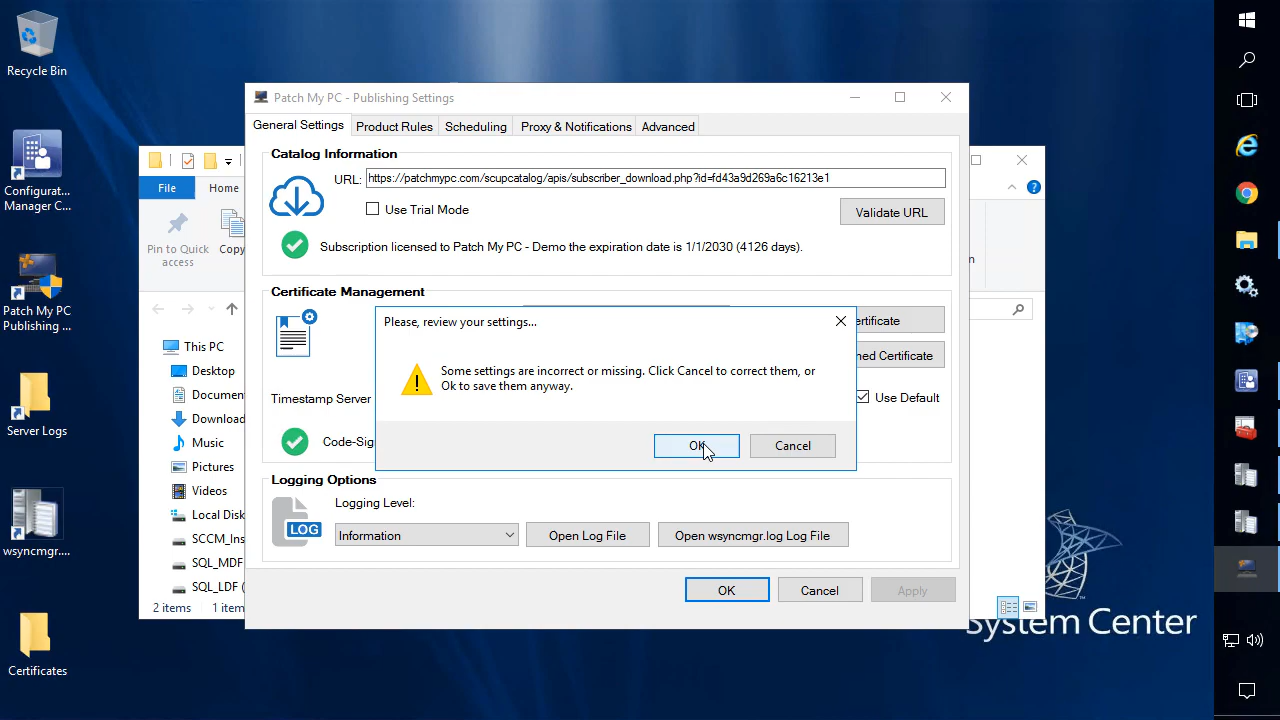 Recycle Bin
Configurat...
Manager C...
Patch My PC
Publishing ...
Server Logs
wsyncmgr....
Certificates
File
Home
Pin to Quick
access
Copy
This PC
Desktop
Documen
Download
Music
Pictures
Videos
Local Disk
SCCM_Ins
SQL_MDF
SQL_LDF (
2 items
1 item
Patch My PC - Publishing Settings
General Settings
Product Rules
Scheduling
Proxy & Notifications
Advanced
Catalog Information
URL:
https://patchmypc.com/scupcatalog/apis/subscriber_download.php?id=fd43a9d269a6c16213e1
Use Trial Mode
Validate URL
Subscription licensed to Patch My PC - Demo the expiration date is 1/1/2030 (4126 days).
Certificate Management
ertificate
ned Certificate
Timestamp Server
Use Default
Code-Sig
Please, review your settings...
Some settings are incorrect or missing. Click Cancel to correct them, or
Ok to save them anyway.
OK
Cancel
Logging Options
Logging Level:
LOG
Information
Open Log File
Open wsyncmgr.log Log File
OK
Cancel
Apply
System Center